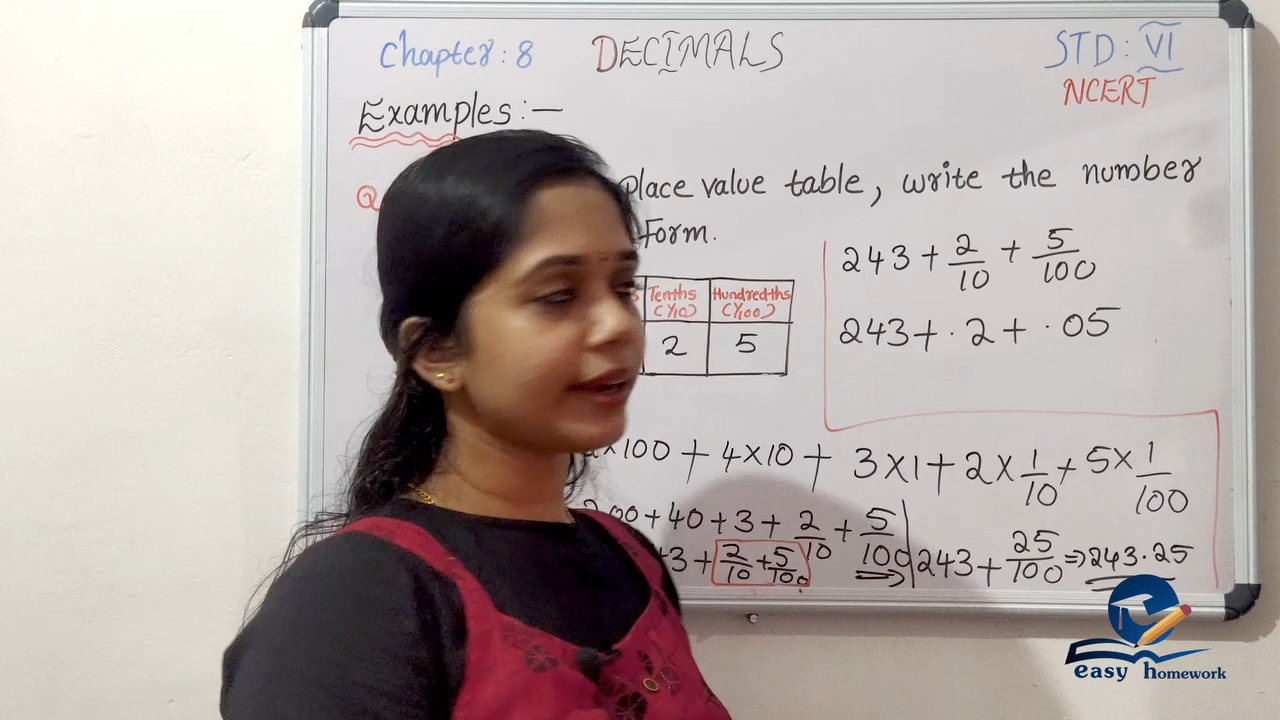 Chapter: 8 DECIMALS STD: VI
NCERT
Examples:-
Q place value table, write the number
form.
Tenths (1/10) Hundredths (1/100)
2 5
243 + 2/10 + 5/100
243 + .2 + .05
×100 + 4×10 + 3×1 + 2×1/10 + 5×1/100
200 + 40 + 3 + 2/10 + 5/100
+3 + 2/10 + 5/100 ⇒ 243 + 25/100 ⇒ 243.25
easy homework